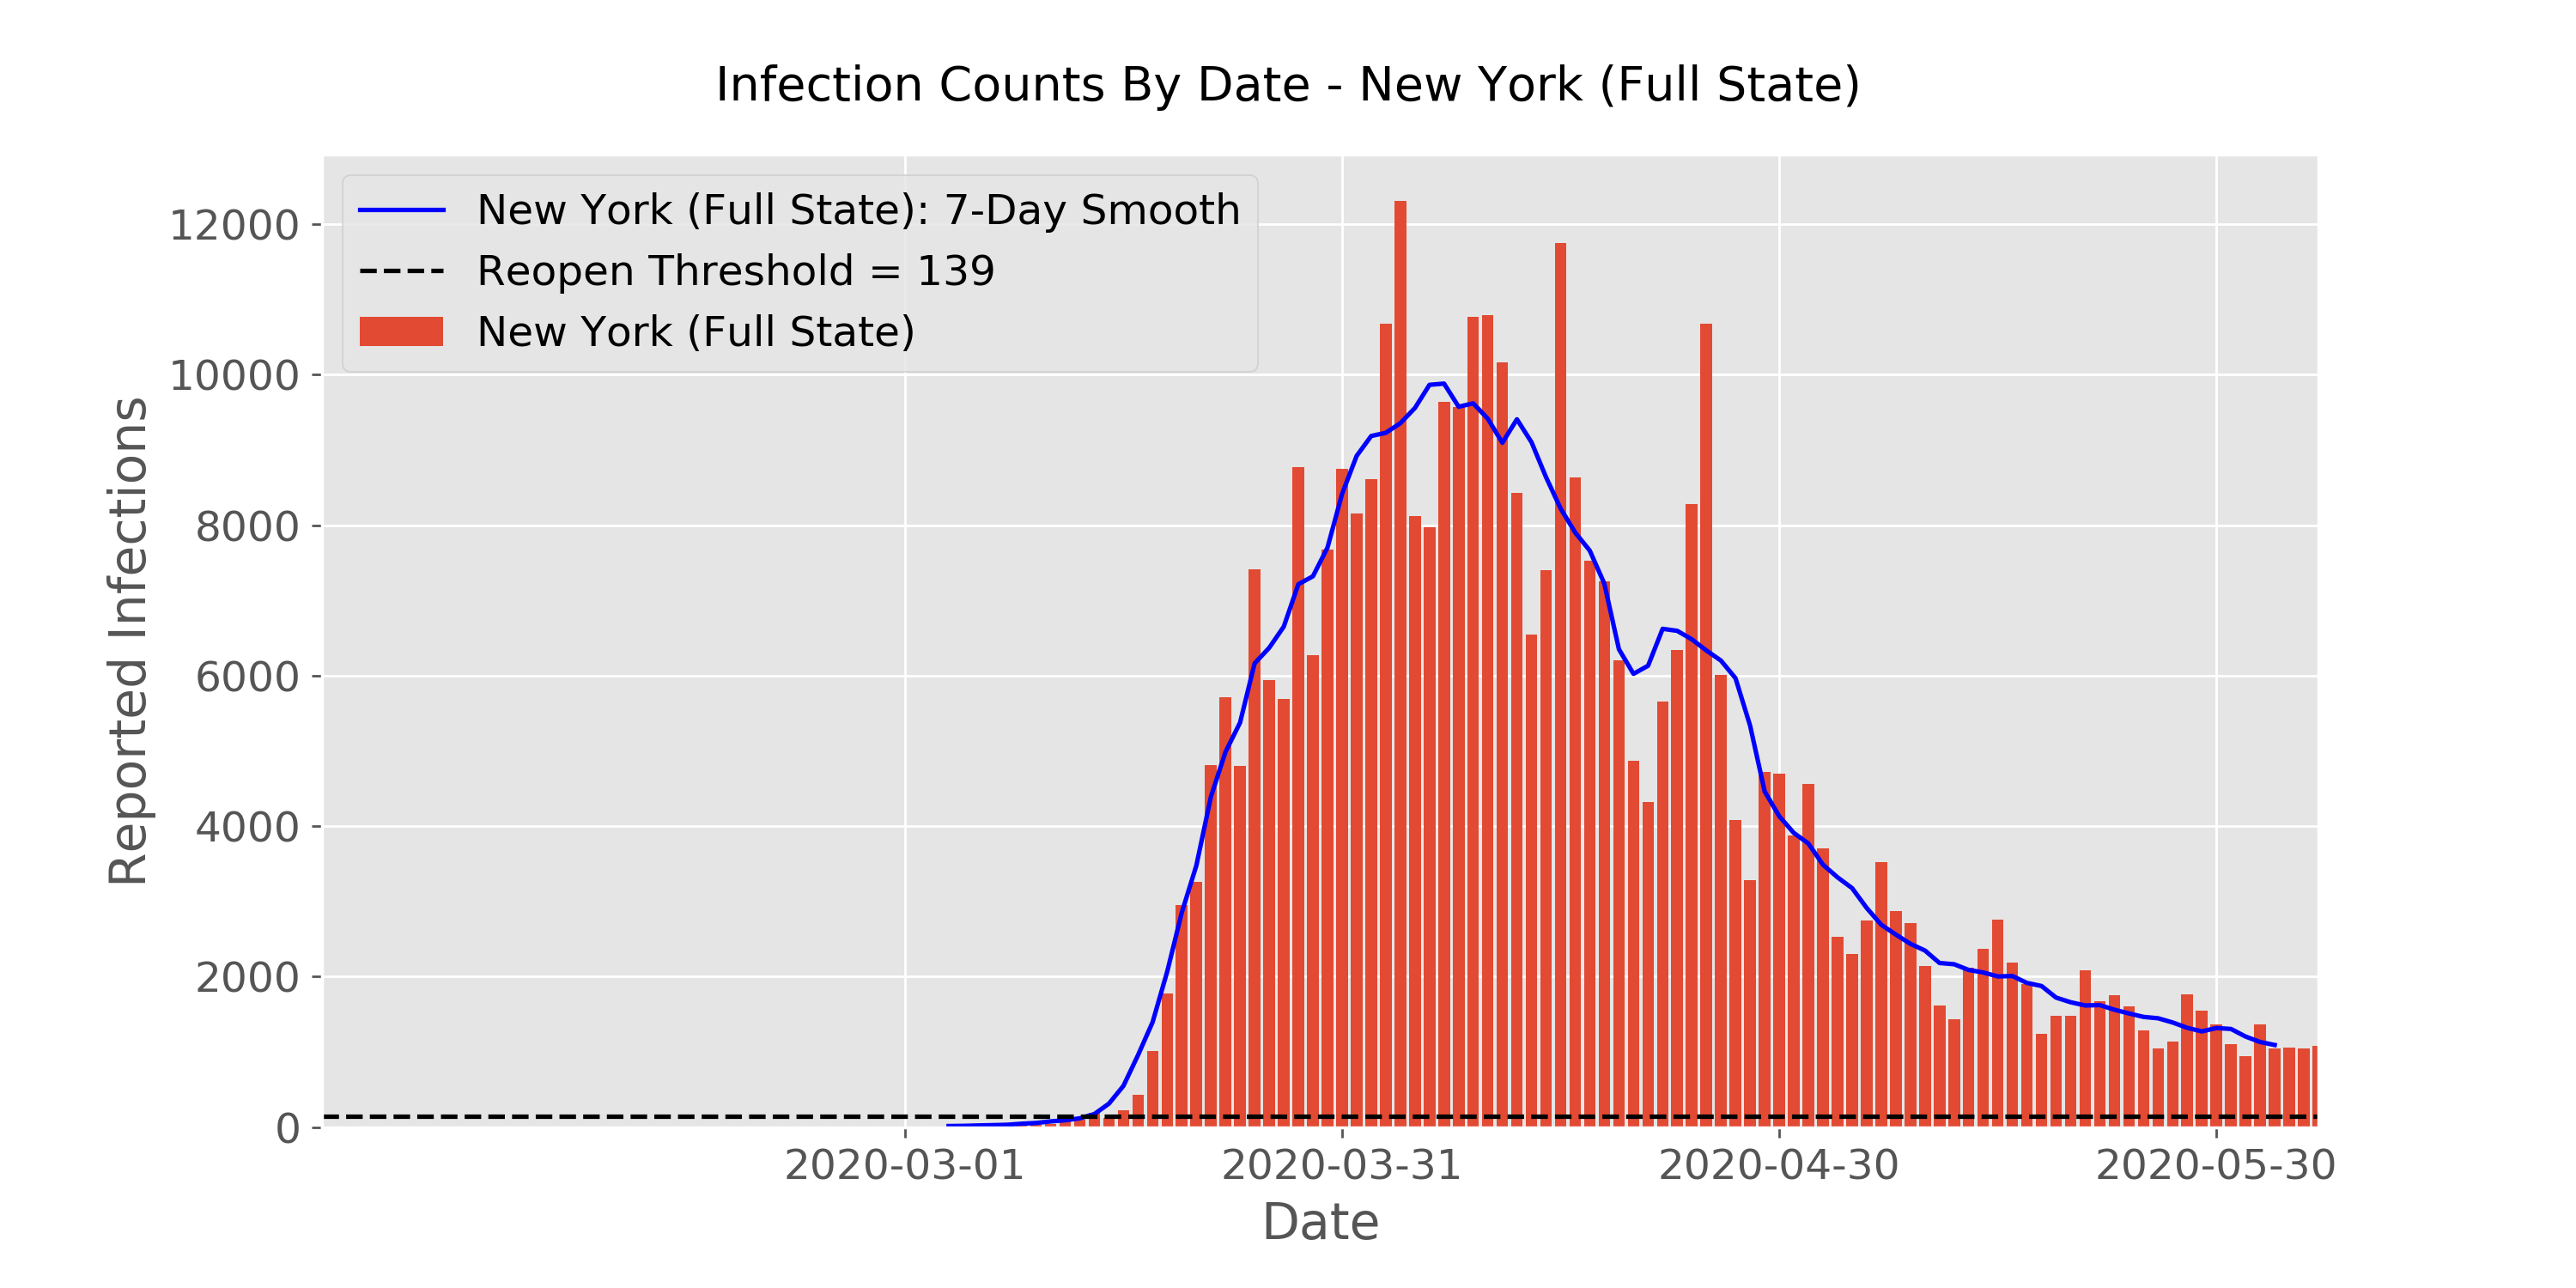 Infection Counts By Date - New York (Full State)
New York (Full State): 7-Day Smooth
Reopen Threshold = 139
New York (Full State)
Reported Infections
12000
10000
8000
6000
4000
2000
0
2020-03-01 2020-03-31 2020-04-30 2020-05-30
Date